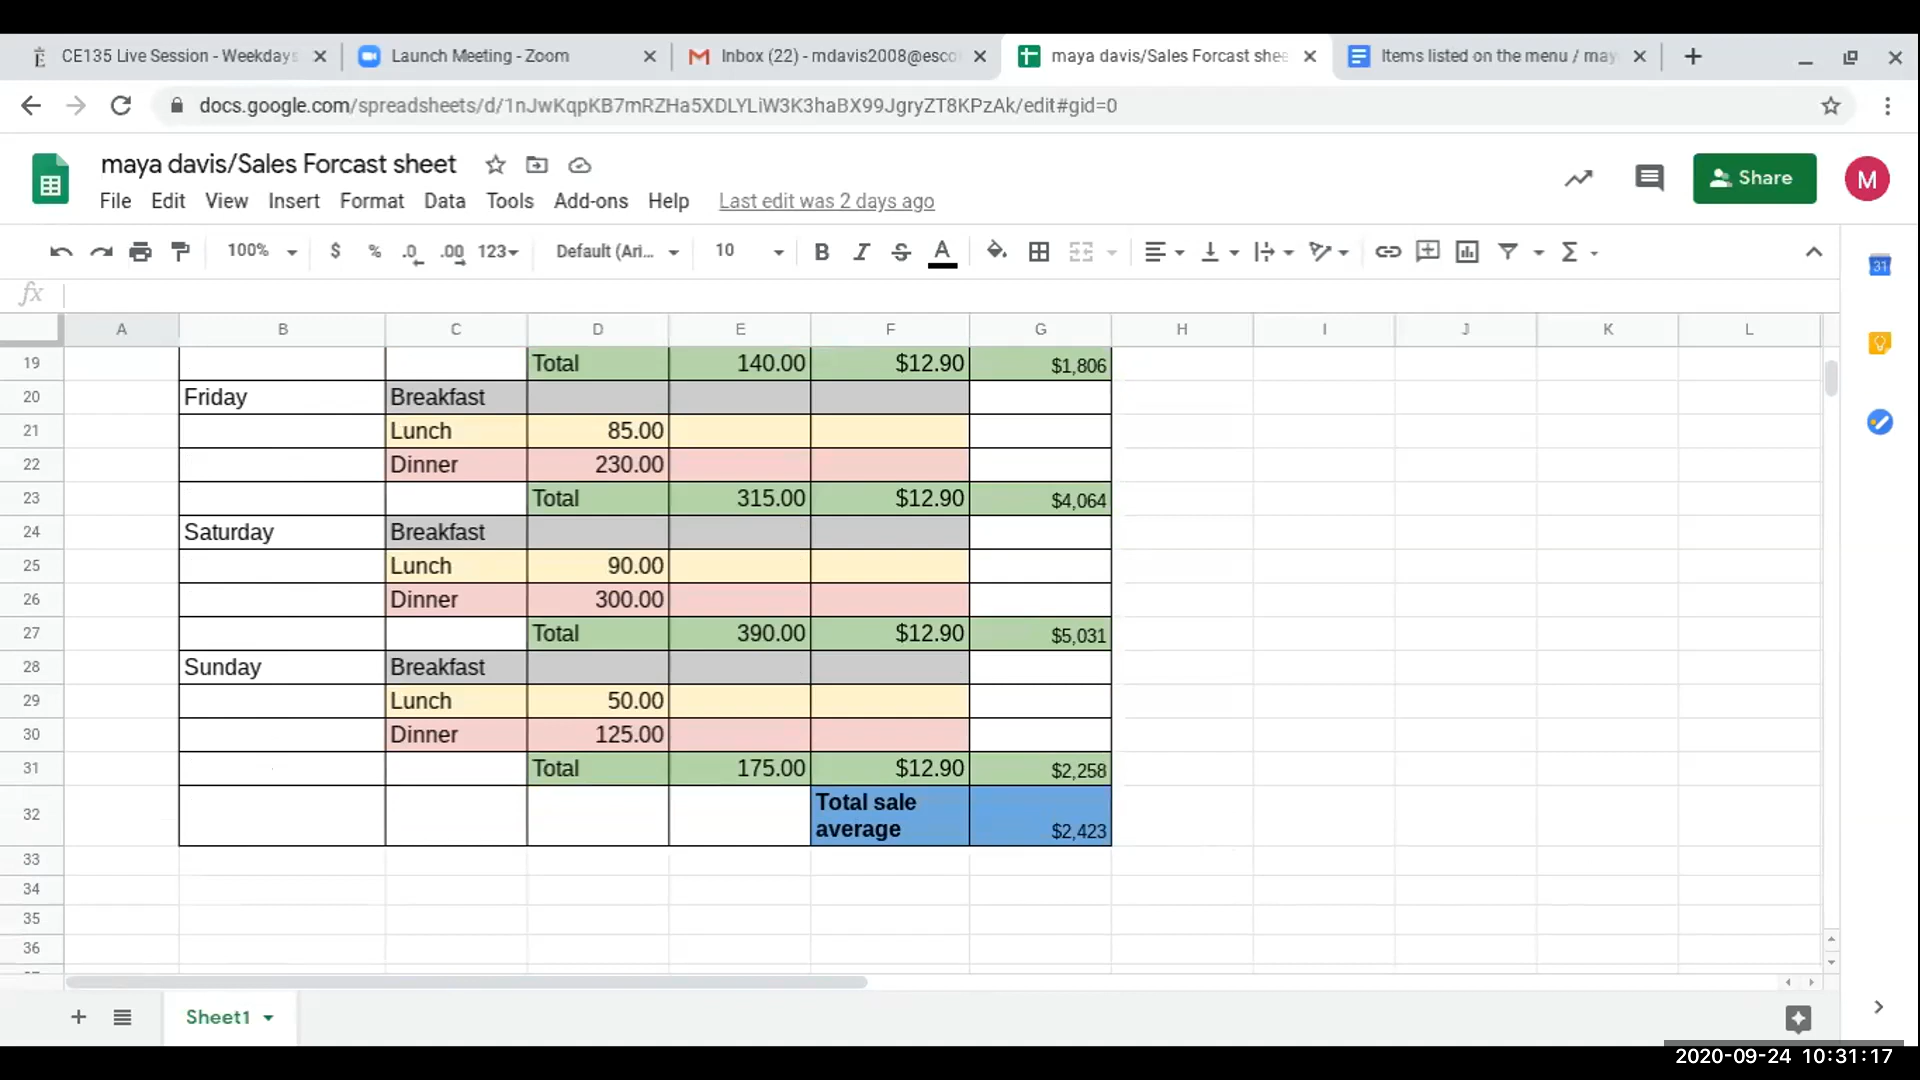 CE135 Live Session - Weekdays
Launch Meeting - Zoom
Inbox (22) - mdavis2008@esco
maya davis/Sales Forcast shee
Items listed on the menu / may
docs.google.com/spreadsheets/d/1nJwKqpKB7mRZHa5XDLYLiW3K3haBX99JgryZT8KPzAk/edit#gid=0
maya davis/Sales Forcast sheet
Share
M
File Edit View Insert Format Data Tools Add-ons Help Last edit was 2 days ago
100% $ % .0 .00 123 Default (Ari... 10 B I S A
31
fx
A B C D E F G H I J K L
19 Total 140.00 $12.90 $1,806
20 Friday Breakfast
21 Lunch 85.00
22 Dinner 230.00
23 Total 315.00 $12.90 $4,064
24 Saturday Breakfast
25 Lunch 90.00
26 Dinner 300.00
27 Total 390.00 $12.90 $5,031
28 Sunday Breakfast
29 Lunch 50.00
30 Dinner 125.00
31 Total 175.00 $12.90 $2,258
32 Total sale
average $2,423
33
34
35
36
Sheet1
2020-09-24 10:31:17